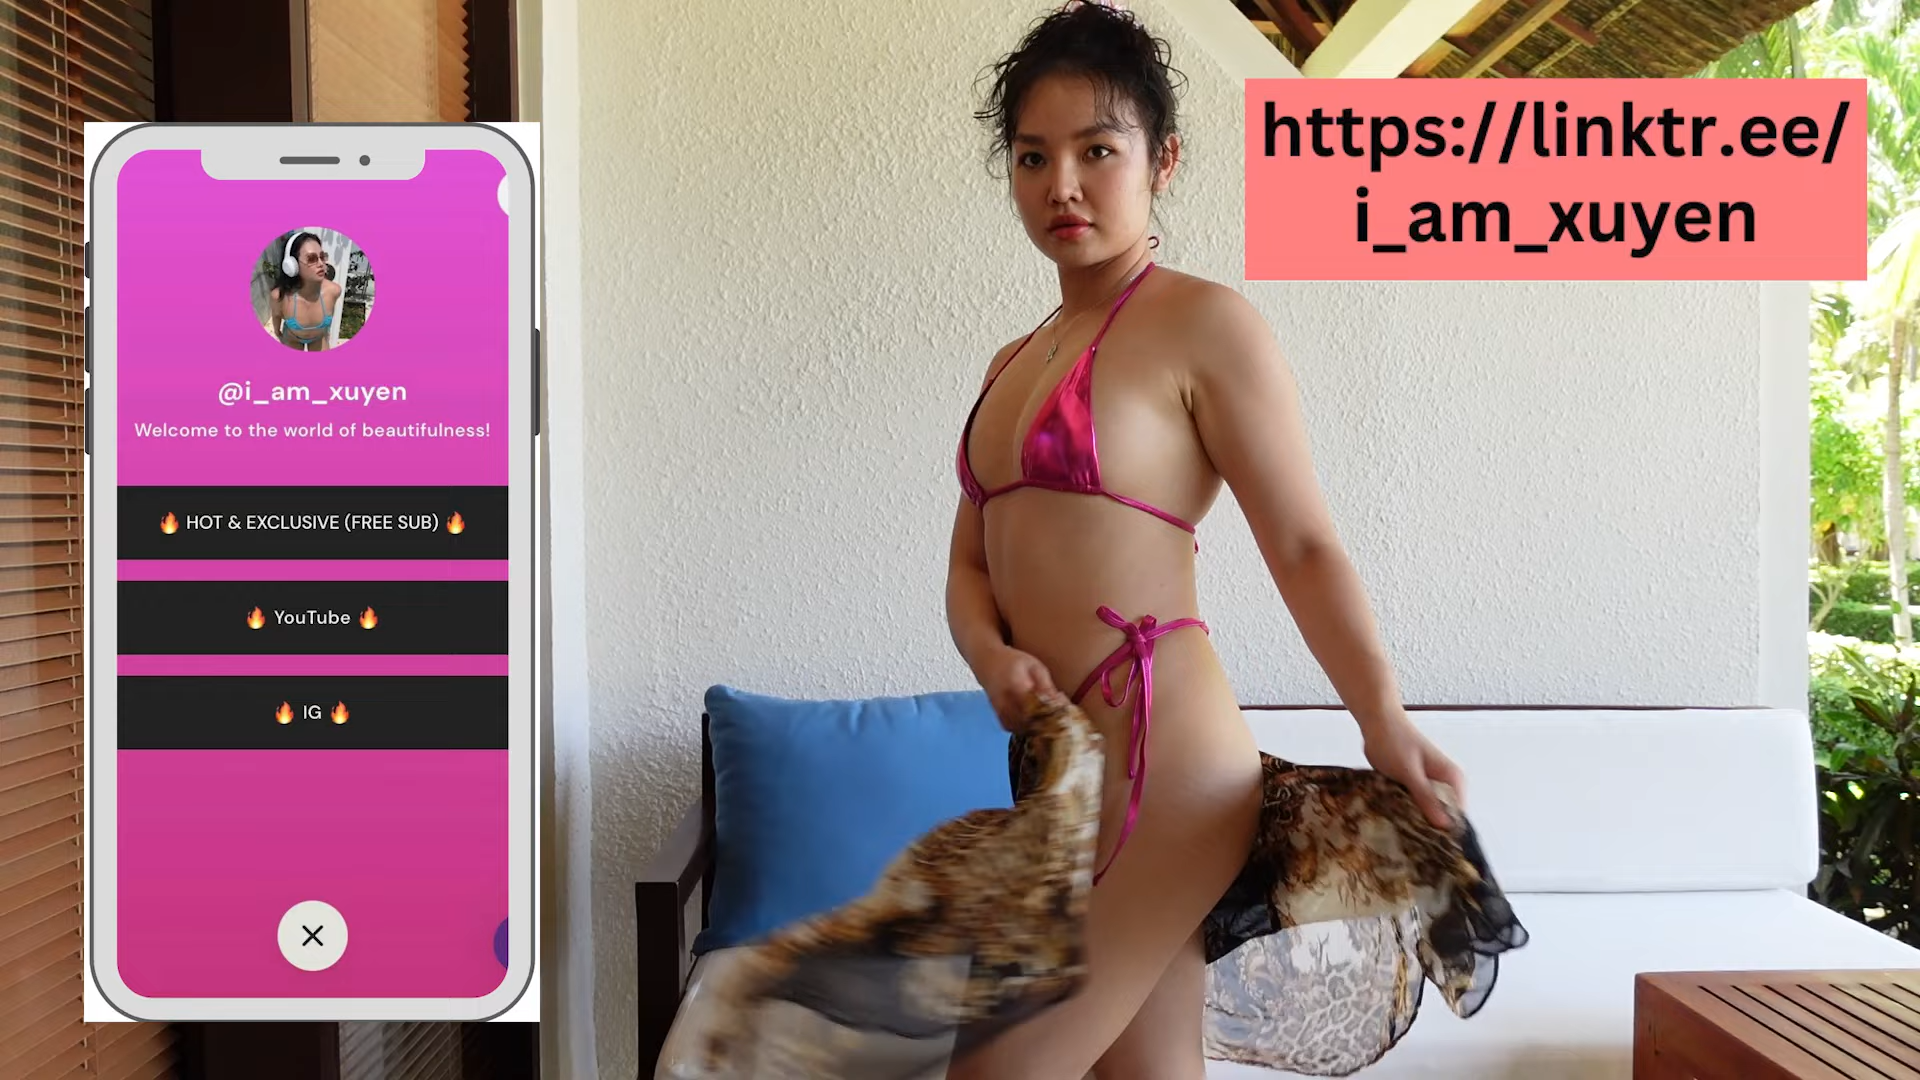 https://linktr.ee/
i_am_xuyen
@i_am_xuyen
Welcome to the world of beautifulness!
🔥 HOT & EXCLUSIVE (FREE SUB) 🔥
🔥 YouTube 🔥
🔥 IG 🔥